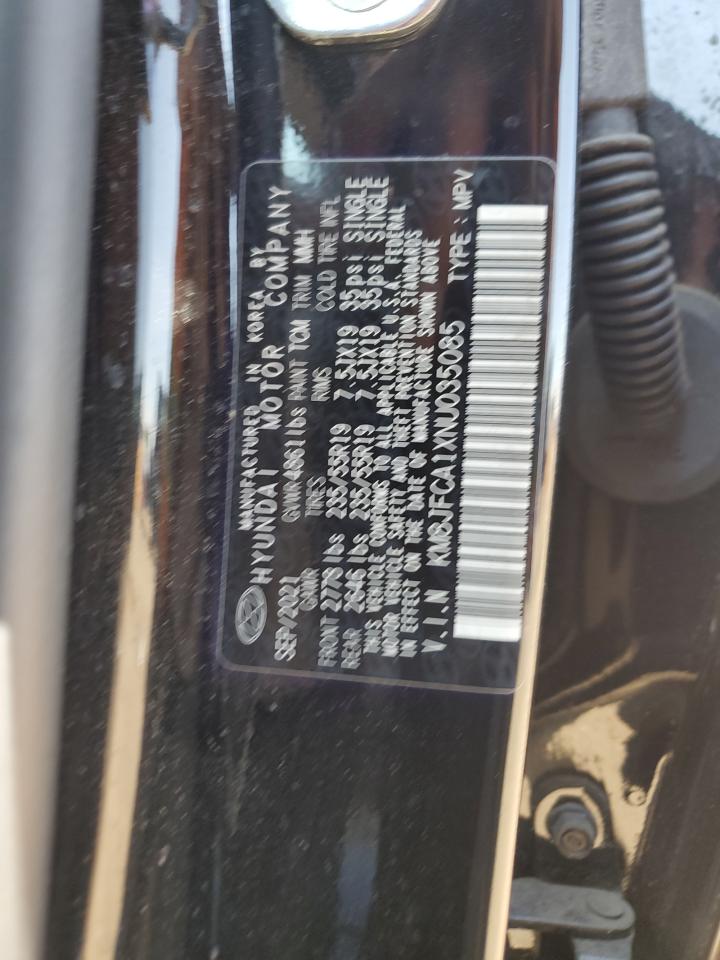 MANUFACTURED IN KOREA BY
HYUNDAI MOTOR COMPANY
SEP/2021 GVWR 4861 lbs PAINT TCM TRIM MMH
GAWR TIRES RIMS COLD TIRE INFL
FRONT 2778 lbs 235/55R19 7.5JX19 35psi SINGLE
REAR 2646 lbs 235/55R19 7.5JX19 35psi SINGLE
THIS VEHICLE CONFORMS TO ALL APPLICABLE U.S.A. FEDERAL
MOTOR VEHICLE SAFETY AND THEFT PREVENTION STANDARDS
IN EFFECT ON THE DATE OF MANUFACTURE SHOWN ABOVE
V.I.N KM8JFCA1XNU035085 TYPE : MPV